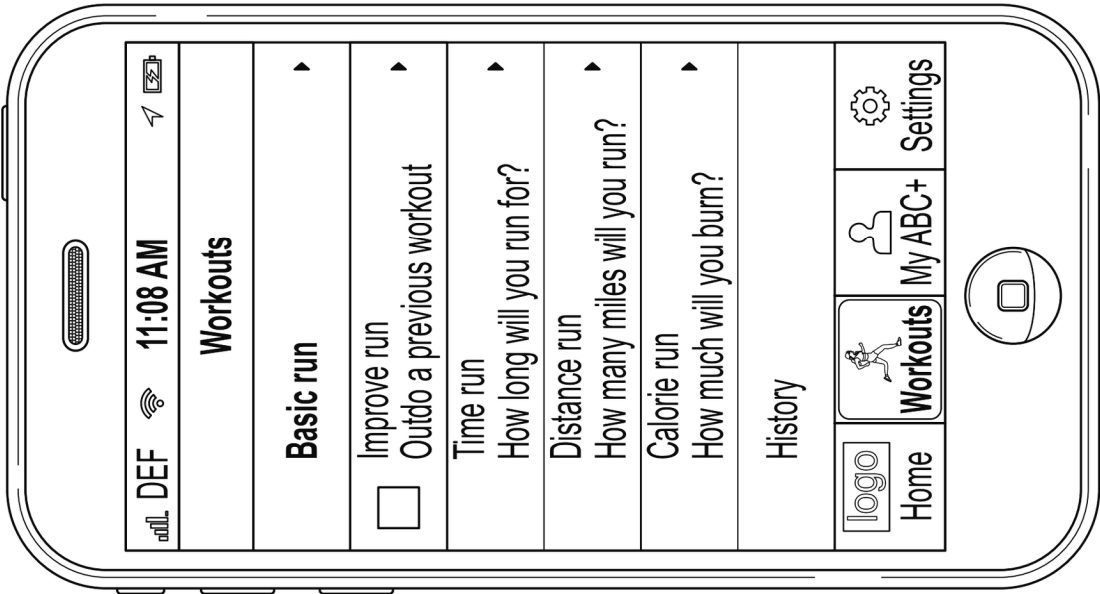 DEF 11:08 AM
Workouts
Basic run
Improve run
Outdo a previous workout
Time run
How long will you run for?
Distance run
How many miles will you run?
Calorie run
How much will you burn?
History
logo
Home
Workouts
My ABC+
Settings